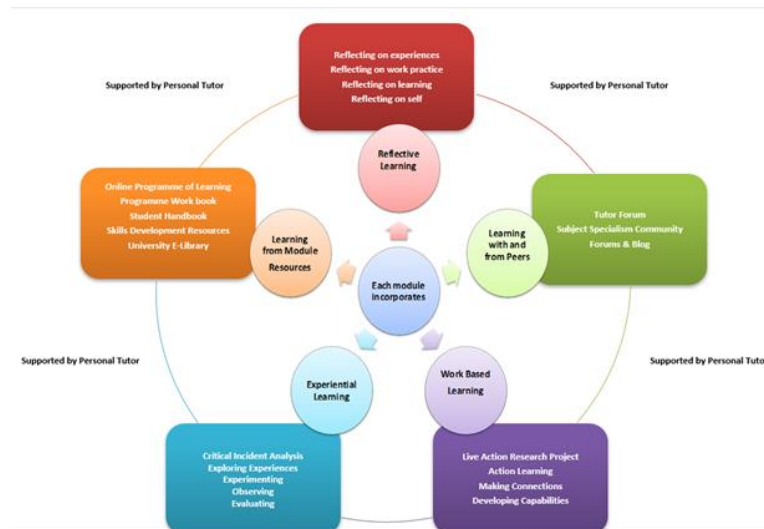 Reflecting on experiences
Reflecting on work practice
Reflecting on learning
Reflecting on self
Supported by Personal Tutor
Supported by Personal Tutor
Reflective
Learning
Online Programme of Learning
Programme Work book
Student Handbook
Skills Development Resources
University E-Library
Learning
from Module
Resources
Learning
with and
from Peers
Tutor Forum
Subject Specialism Community
Forums & Blog
Each module
incorporates
Supported by Personal Tutor
Supported by Personal Tutor
Experiential
Learning
Work Based
Learning
Critical Incident Analysis
Exploring Experiences
Experimenting
Observing
Evaluating
Live Action Research Project
Action Learning
Making Connections
Developing Capabilities